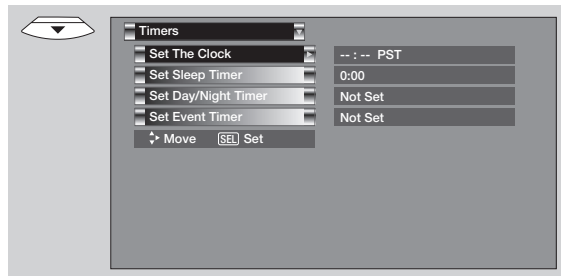 Timers
Set The Clock -- : -- PST
Set Sleep Timer 0:00
Set Day/Night Timer Not Set
Set Event Timer Not Set
Move SEL Set